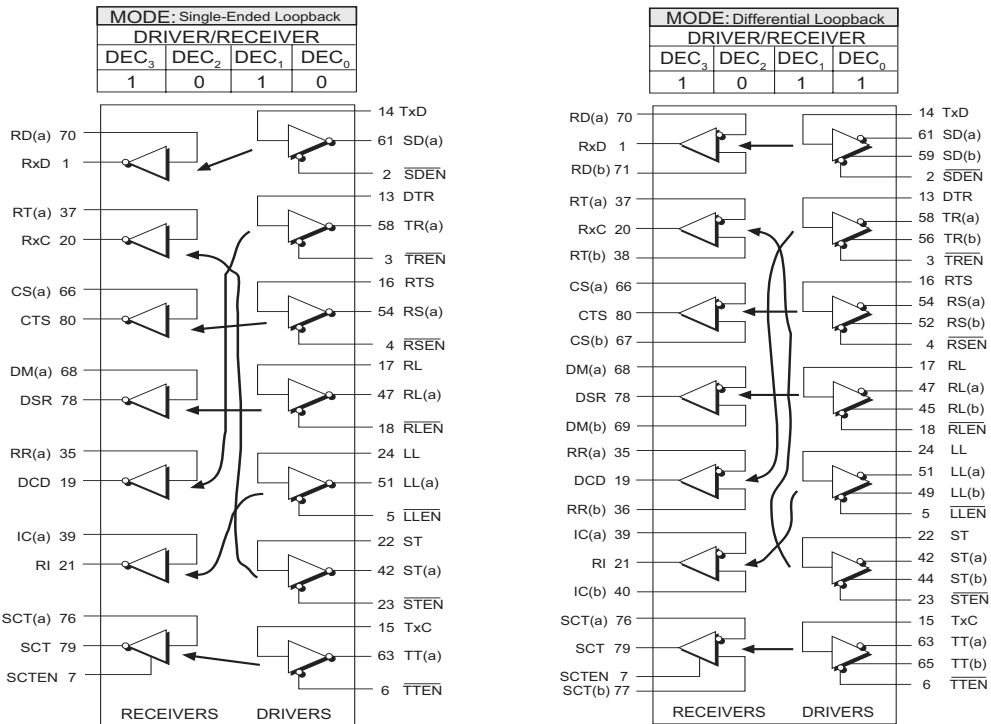 MODE: Single-Ended Loopback
DRIVER/RECEIVER
DEC3 DEC2 DEC1 DEC0
1 0 1 0
14 TxD
RD(a) 70
61 SD(a)
RxD 1
2 SDEN
13 DTR
RT(a) 37
58 TR(a)
RxC 20
3 TREN
16 RTS
CS(a) 66
54 RS(a)
CTS 80
4 RSEN
17 RL
DM(a) 68
47 RL(a)
DSR 78
18 RLEN
RR(a) 35
24 LL
DCD 19
51 LL(a)
5 LLEN
IC(a) 39
22 ST
RI 21
42 ST(a)
23 STEN
SCT(a) 76
15 TxC
SCT 79
63 TT(a)
SCTEN 7
6 TTEN
RECEIVERS DRIVERS
MODE: Differential Loopback
DRIVER/RECEIVER
DEC3 DEC2 DEC1 DEC0
1 0 1 1
14 TxD
RD(a) 70
61 SD(a)
RxD 1
59 SD(b)
RD(b) 71
2 SDEN
13 DTR
RT(a) 37
58 TR(a)
RxC 20
56 TR(b)
RT(b) 38
3 TREN
16 RTS
CS(a) 66
54 RS(a)
CTS 80
52 RS(b)
CS(b) 67
4 RSEN
17 RL
DM(a) 68
47 RL(a)
DSR 78
45 RL(b)
DM(b) 69
18 RLEN
RR(a) 35
24 LL
51 LL(a)
DCD 19
49 LL(b)
RR(b) 36
5 LLEN
IC(a) 39
22 ST
RI 21
42 ST(a)
44 ST(b)
IC(b) 40
23 STEN
SCT(a) 76
15 TxC
SCT 79
63 TT(a)
65 TT(b)
SCTEN 7
6 TTEN
SCT(b) 77
RECEIVERS DRIVERS